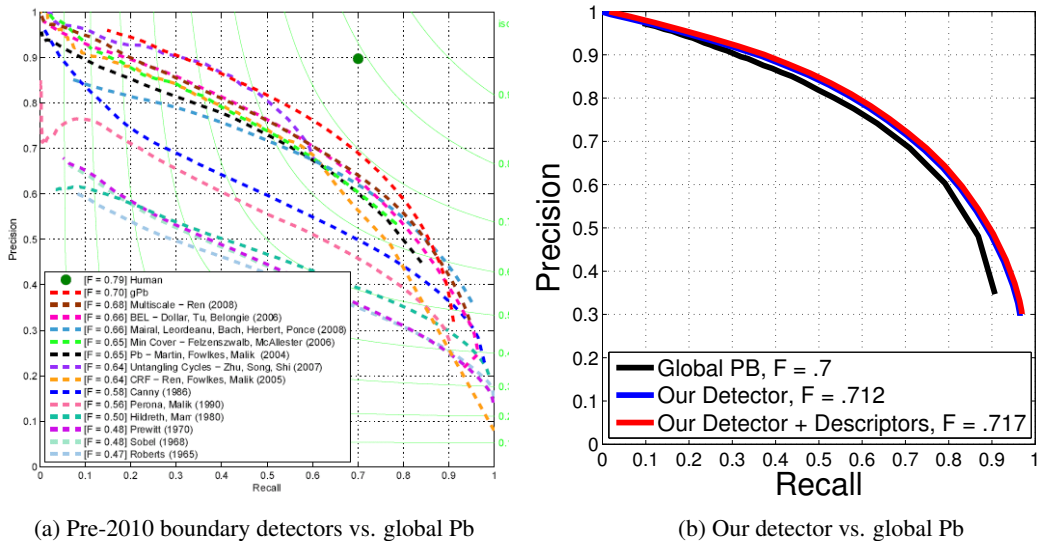 1
0.9
0.8
0.7
0.6
0.5
0.4
0.3
0.2
0.1
0
Precision
[F = 0.79] Human
[F = 0.70] gPb
[F = 0.68] Multiscale − Ren (2008)
[F = 0.66] BEL − Dollar, Tu, Belongie (2006)
[F = 0.66] Mairal, Leordeanu, Bach, Herbert, Ponce (2008)
[F = 0.65] Min Cover − Felzenszwalb, McAllester (2006)
[F = 0.65] Pb − Martin, Fowlkes, Malik (2004)
[F = 0.64] Untangling Cycles − Zhu, Song, Shi (2007)
[F = 0.64] CRF − Ren, Fowlkes, Malik (2005)
[F = 0.58] Canny (1986)
[F = 0.56] Perona, Malik (1990)
[F = 0.50] Hildreth, Marr (1980)
[F = 0.48] Prewitt (1970)
[F = 0.48] Sobel (1968)
[F = 0.47] Roberts (1965)
0 0.1 0.2 0.3 0.4 0.5 0.6 0.7 0.8 0.9 1
Recall
(a) Pre-2010 boundary detectors vs. global Pb
1
0.9
0.8
0.7
0.6
0.5
0.4
0.3
0.2
0.1
0
Precision
Global PB, F = .7
Our Detector, F = .712
Our Detector + Descriptors, F = .717
0 0.1 0.2 0.3 0.4 0.5 0.6 0.7 0.8 0.9 1
Recall
(b) Our detector vs. global Pb